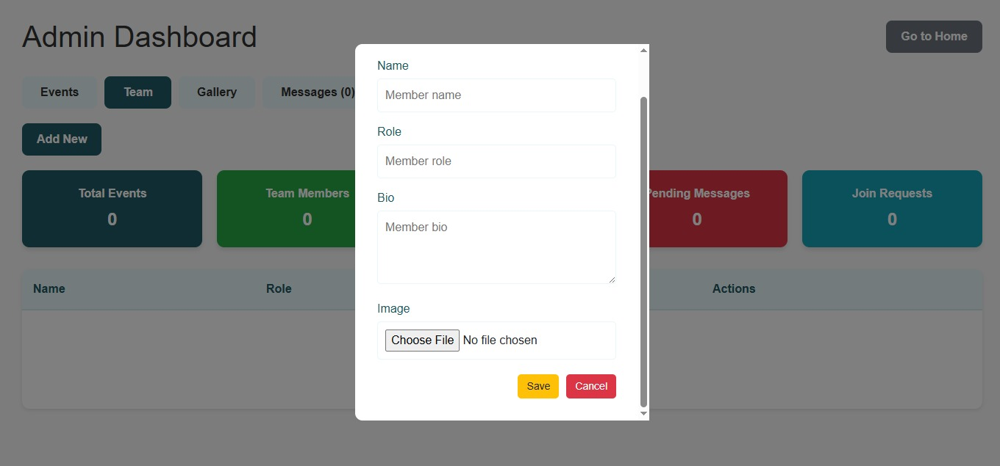 Admin Dashboard
Go to Home
Events
Team
Gallery
Messages (0)
Add New
Total Events
0
Team Members
0
Pending Messages
0
Join Requests
0
Name
Role
Actions
Name
Member name
Role
Member role
Bio
Member bio
Image
Choose File No file chosen
Save
Cancel